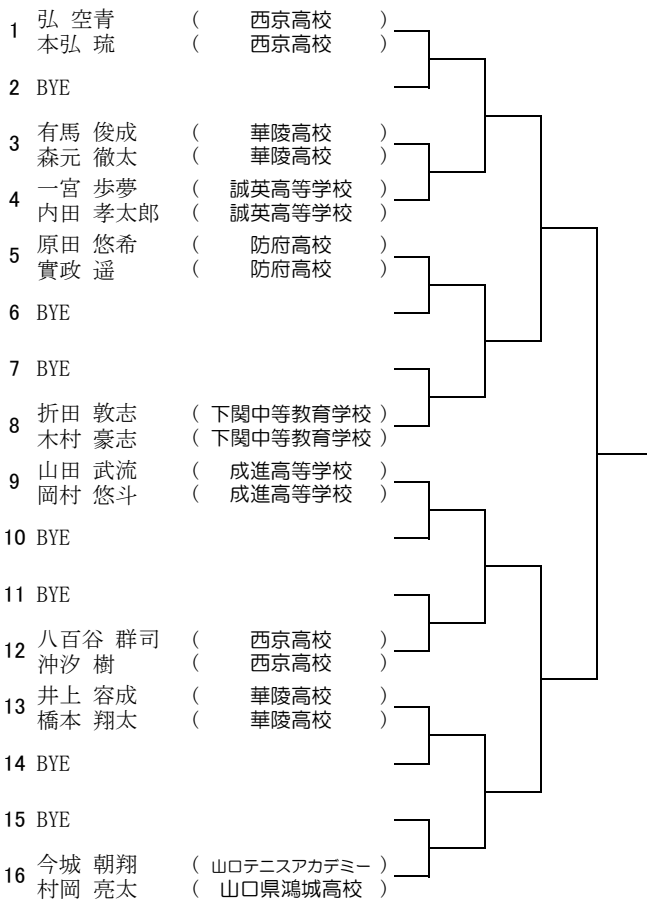 1 弘 空青 ( 西京高校 )
本弘 琉 ( 西京高校 )
2 BYE
3 有馬 俊成 ( 華陵高校 )
森元 徹太 ( 華陵高校 )
4 一宮 歩夢 ( 誠英高等学校 )
内田 孝太郎 ( 誠英高等学校 )
5 原田 悠希 ( 防府高校 )
實政 遥 ( 防府高校 )
6 BYE
7 BYE
8 折田 敦志 ( 下関中等教育学校 )
木村 豪志 ( 下関中等教育学校 )
9 山田 武流 ( 成進高等学校 )
岡村 悠斗 ( 成進高等学校 )
10 BYE
11 BYE
12 八百谷 群司 ( 西京高校 )
沖汐 樹 ( 西京高校 )
13 井上 容成 ( 華陵高校 )
橋本 翔太 ( 華陵高校 )
14 BYE
15 BYE
16 今城 朝翔 ( 山口テニスアカデミー )
村岡 亮太 ( 山口県鴻城高校 )